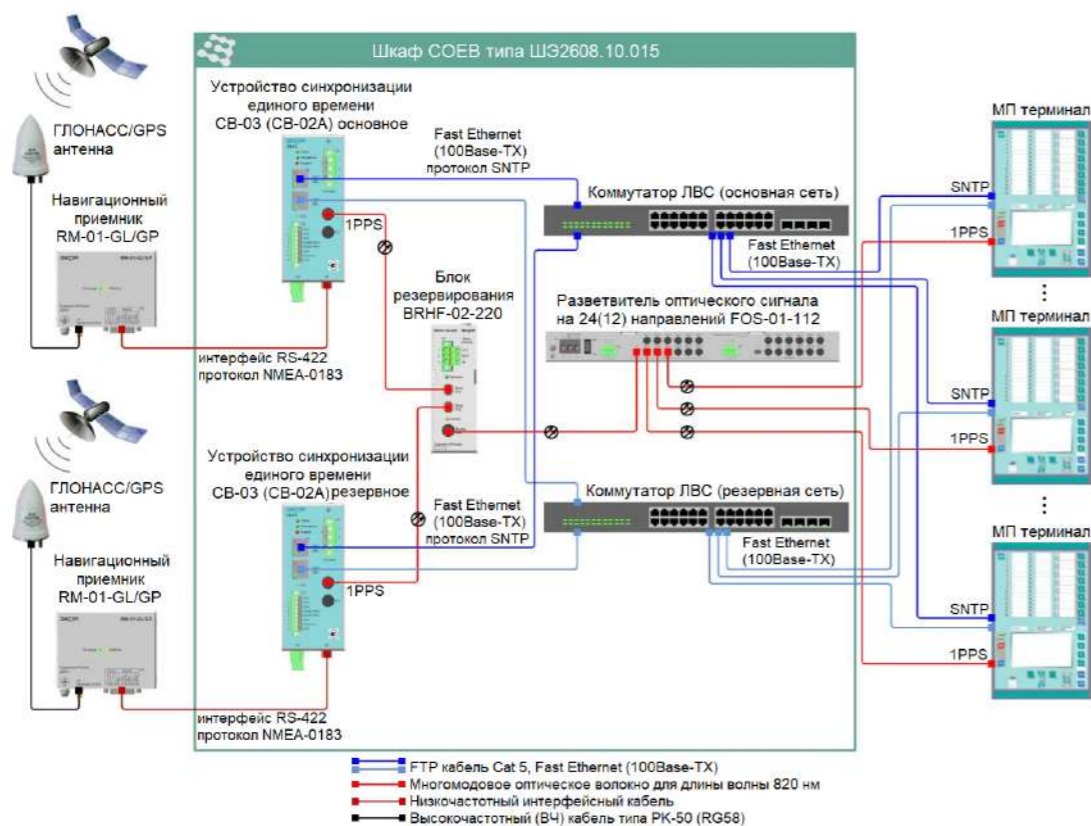 Шкаф СОЕВ типа ШЭ2608.10.015
Устройство синхронизации
единого времени
СВ-03 (СВ-02А) основное
ГЛОНАСС/GPS
антенна
Навигационный
приемник
RM-01-GL/GP
Fast Ethernet
(100Base-TX)
протокол SNTP
1PPS
интерфейс RS-422
протокол NMEA-0183
Блок
резервирования
BRHF-02-220
Коммутатор ЛВС (основная сеть)
Fast Ethernet
(100Base-TX)
Разветвитель оптического сигнала
на 24(12) направлений FOS-01-112
МП терминал
SNTP
1PPS
МП терминал
SNTP
1PPS
ГЛОНАСС/GPS
антенна
Навигационный
приемник
RM-01-GL/GP
Устройство синхронизации
единого времени
СВ-03 (СВ-02А) резервное
Fast Ethernet
(100Base-TX)
протокол SNTP
1PPS
интерфейс RS-422
протокол NMEA-0183
Коммутатор ЛВС (резервная сеть)
Fast Ethernet
(100Base-TX)
МП терминал
SNTP
1PPS
FTP кабель Cat 5, Fast Ethernet (100Base-TX)
Многомодовое оптическое волокно для длины волны 820 нм
Низкочастотный интерфейсный кабель
Высокочастотный (ВЧ) кабель типа РК-50 (RG58)